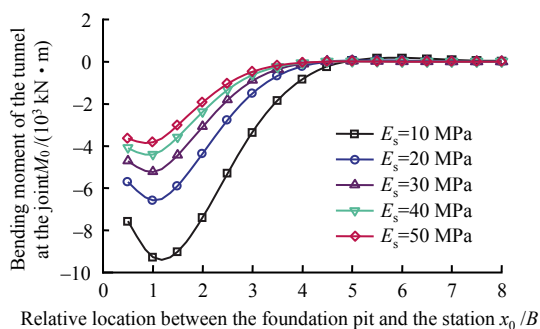 Bending moment of the tunnel
at the joint M₀/(10³ kN • m)
2
0
−2
−4
−6
−8
−10
Eₛ=10 MPa
Eₛ=20 MPa
Eₛ=30 MPa
Eₛ=40 MPa
Eₛ=50 MPa
0 1 2 3 4 5 6 7 8
Relative location between the foundation pit and the station x₀/B